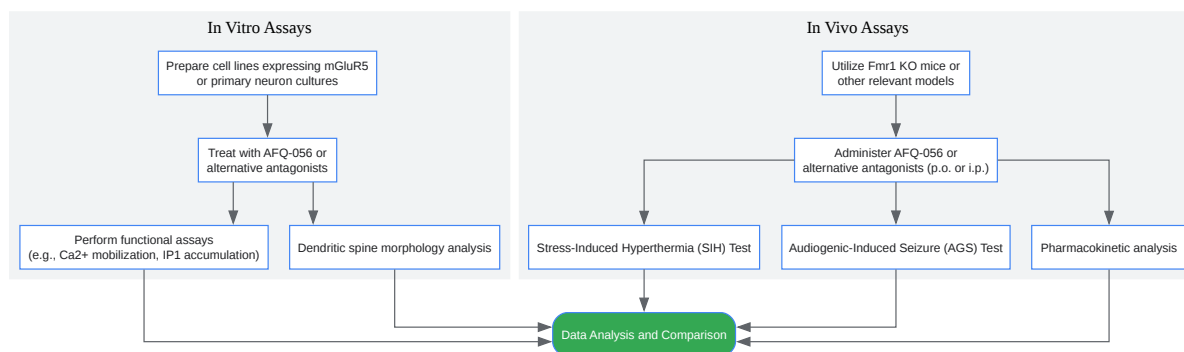 In Vitro Assays
Prepare cell lines expressing mGluR5
or primary neuron cultures
Treat with AFQ-056 or
alternative antagonists
Perform functional assays
(e.g., Ca2+ mobilization, IP1 accumulation)
Dendritic spine morphology analysis
In Vivo Assays
Utilize Fmr1 KO mice or
other relevant models
Administer AFQ-056 or
alternative antagonists (p.o. or i.p.)
Stress-Induced Hyperthermia (SIH) Test
Audiogenic-Induced Seizure (AGS) Test
Pharmacokinetic analysis
Data Analysis and Comparison